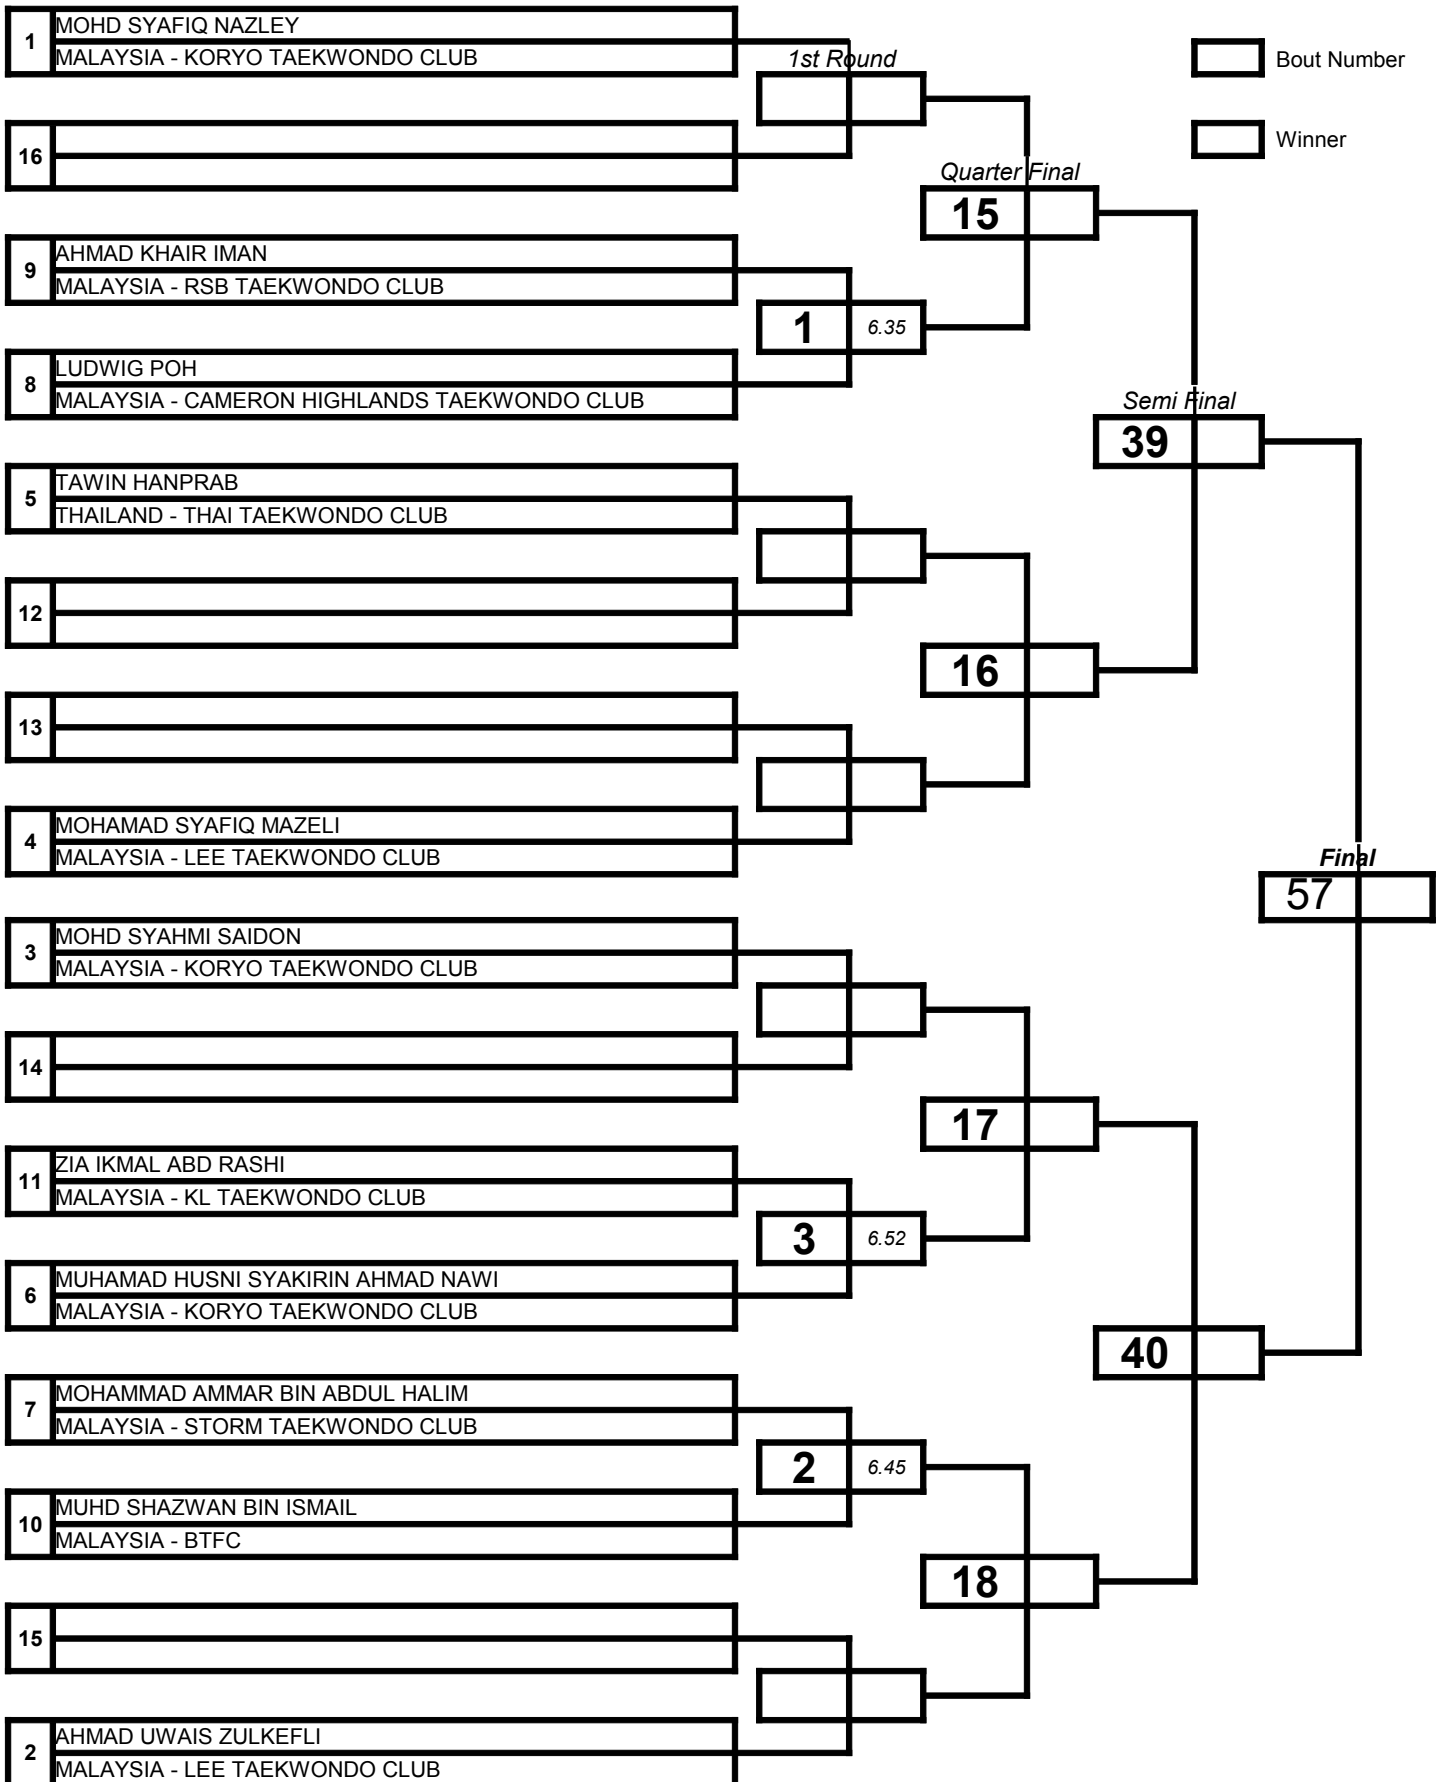 1
MOHD SYAFIQ NAZLEY
MALAYSIA - KORYO TAEKWONDO CLUB
1st Round
Bout Number
Winner
16
Quarter Final
15
9
AHMAD KHAIR IMAN
MALAYSIA - RSB TAEKWONDO CLUB
1 6.35
8
LUDWIG POH
MALAYSIA - CAMERON HIGHLANDS TAEKWONDO CLUB
Semi Final
39
5
TAWIN HANPRAB
THAILAND - THAI TAEKWONDO CLUB
12
16
13
4
MOHAMAD SYAFIQ MAZELI
MALAYSIA - LEE TAEKWONDO CLUB
Final
57
3
MOHD SYAHMI SAIDON
MALAYSIA - KORYO TAEKWONDO CLUB
14
17
11
ZIA IKMAL ABD RASHI
MALAYSIA - KL TAEKWONDO CLUB
3 6.52
6
MUHAMAD HUSNI SYAKIRIN AHMAD NAWI
MALAYSIA - KORYO TAEKWONDO CLUB
40
7
MOHAMMAD AMMAR BIN ABDUL HALIM
MALAYSIA - STORM TAEKWONDO CLUB
2 6.45
10
MUHD SHAZWAN BIN ISMAIL
MALAYSIA - BTFC
18
15
2
AHMAD UWAIS ZULKEFLI
MALAYSIA - LEE TAEKWONDO CLUB